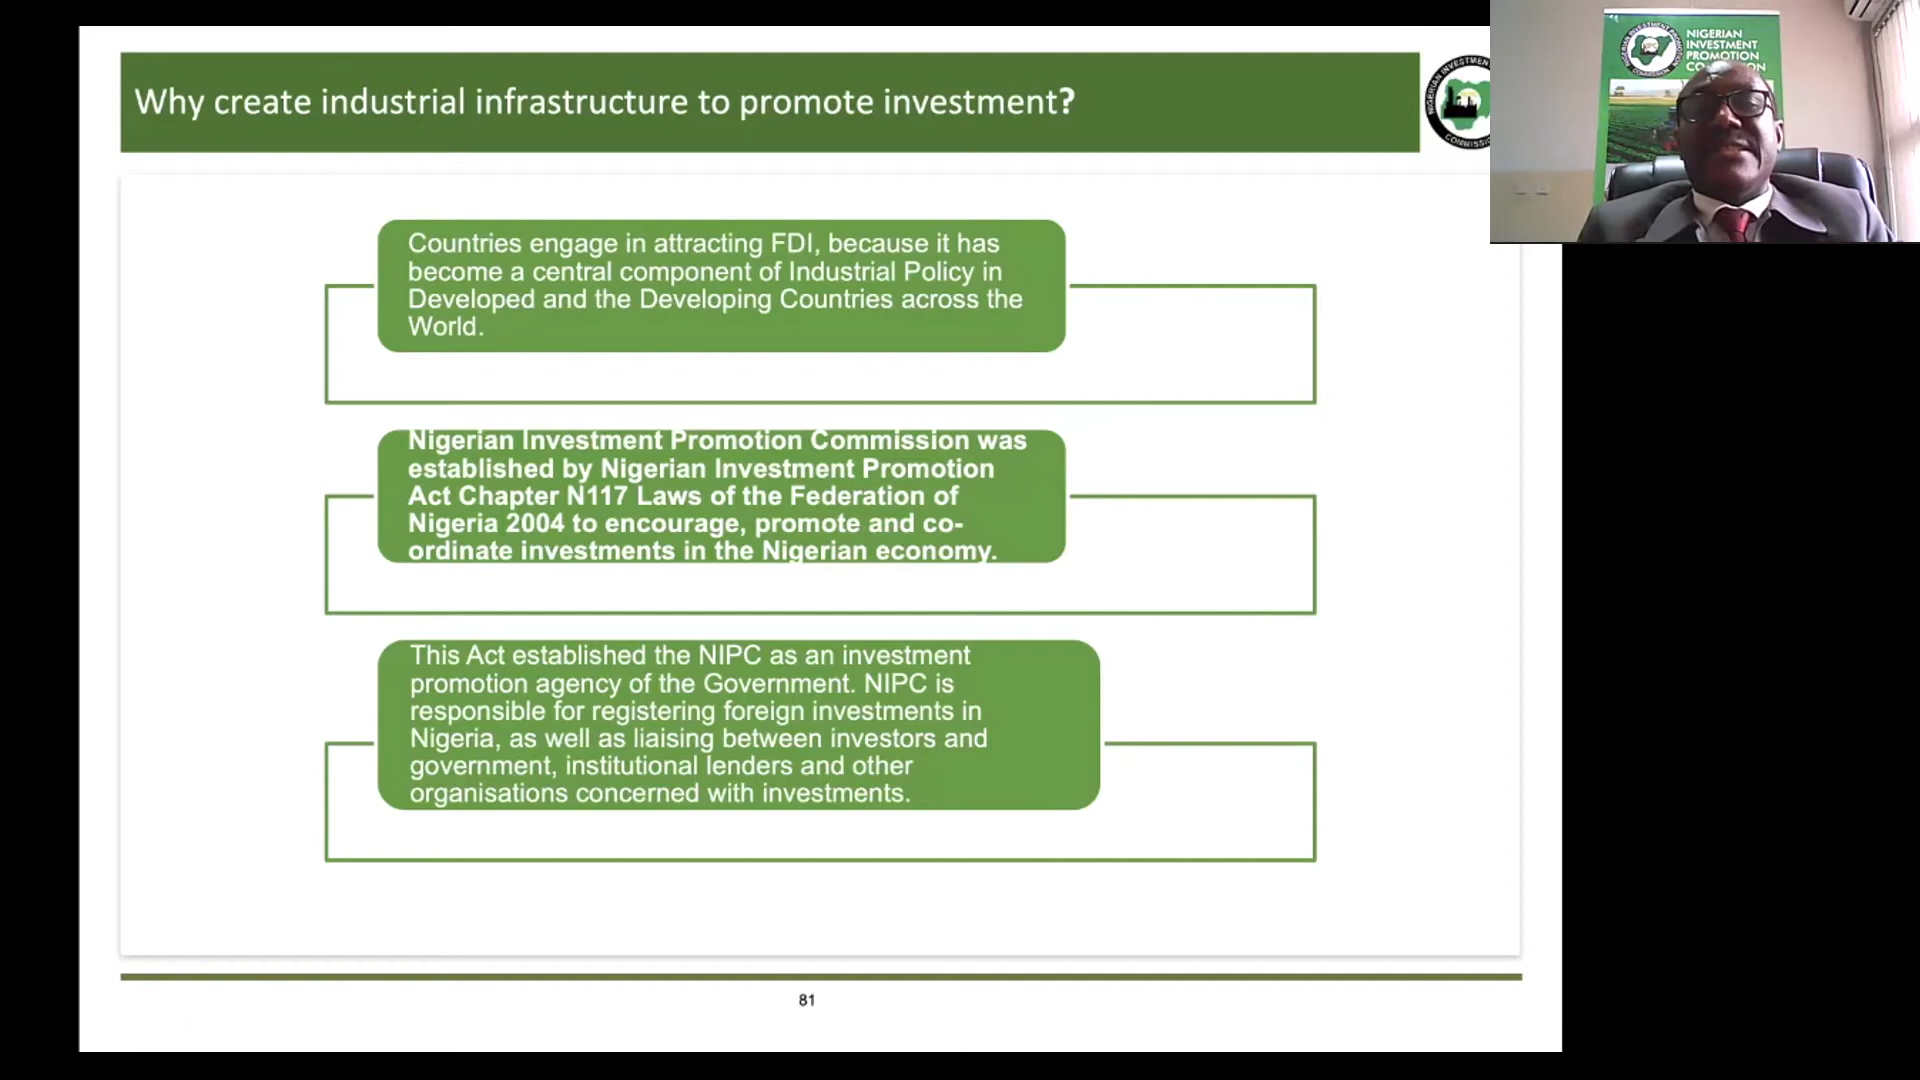 Why create industrial infrastructure to promote investment?
NIGERIAN
INVESTMENT
PROMOTION
Countries engage in attracting FDI, because it has
become a central component of Industrial Policy in
Developed and the Developing Countries across the
World.
Nigerian Investment Promotion Commission was
established by Nigerian Investment Promotion
Act Chapter N117 Laws of the Federation of
Nigeria 2004 to encourage, promote and co-
ordinate investments in the Nigerian economy.
This Act established the NIPC as an investment
promotion agency of the Government. NIPC is
responsible for registering foreign investments in
Nigeria, as well as liaising between investors and
government, institutional lenders and other
organisations concerned with investments.
81